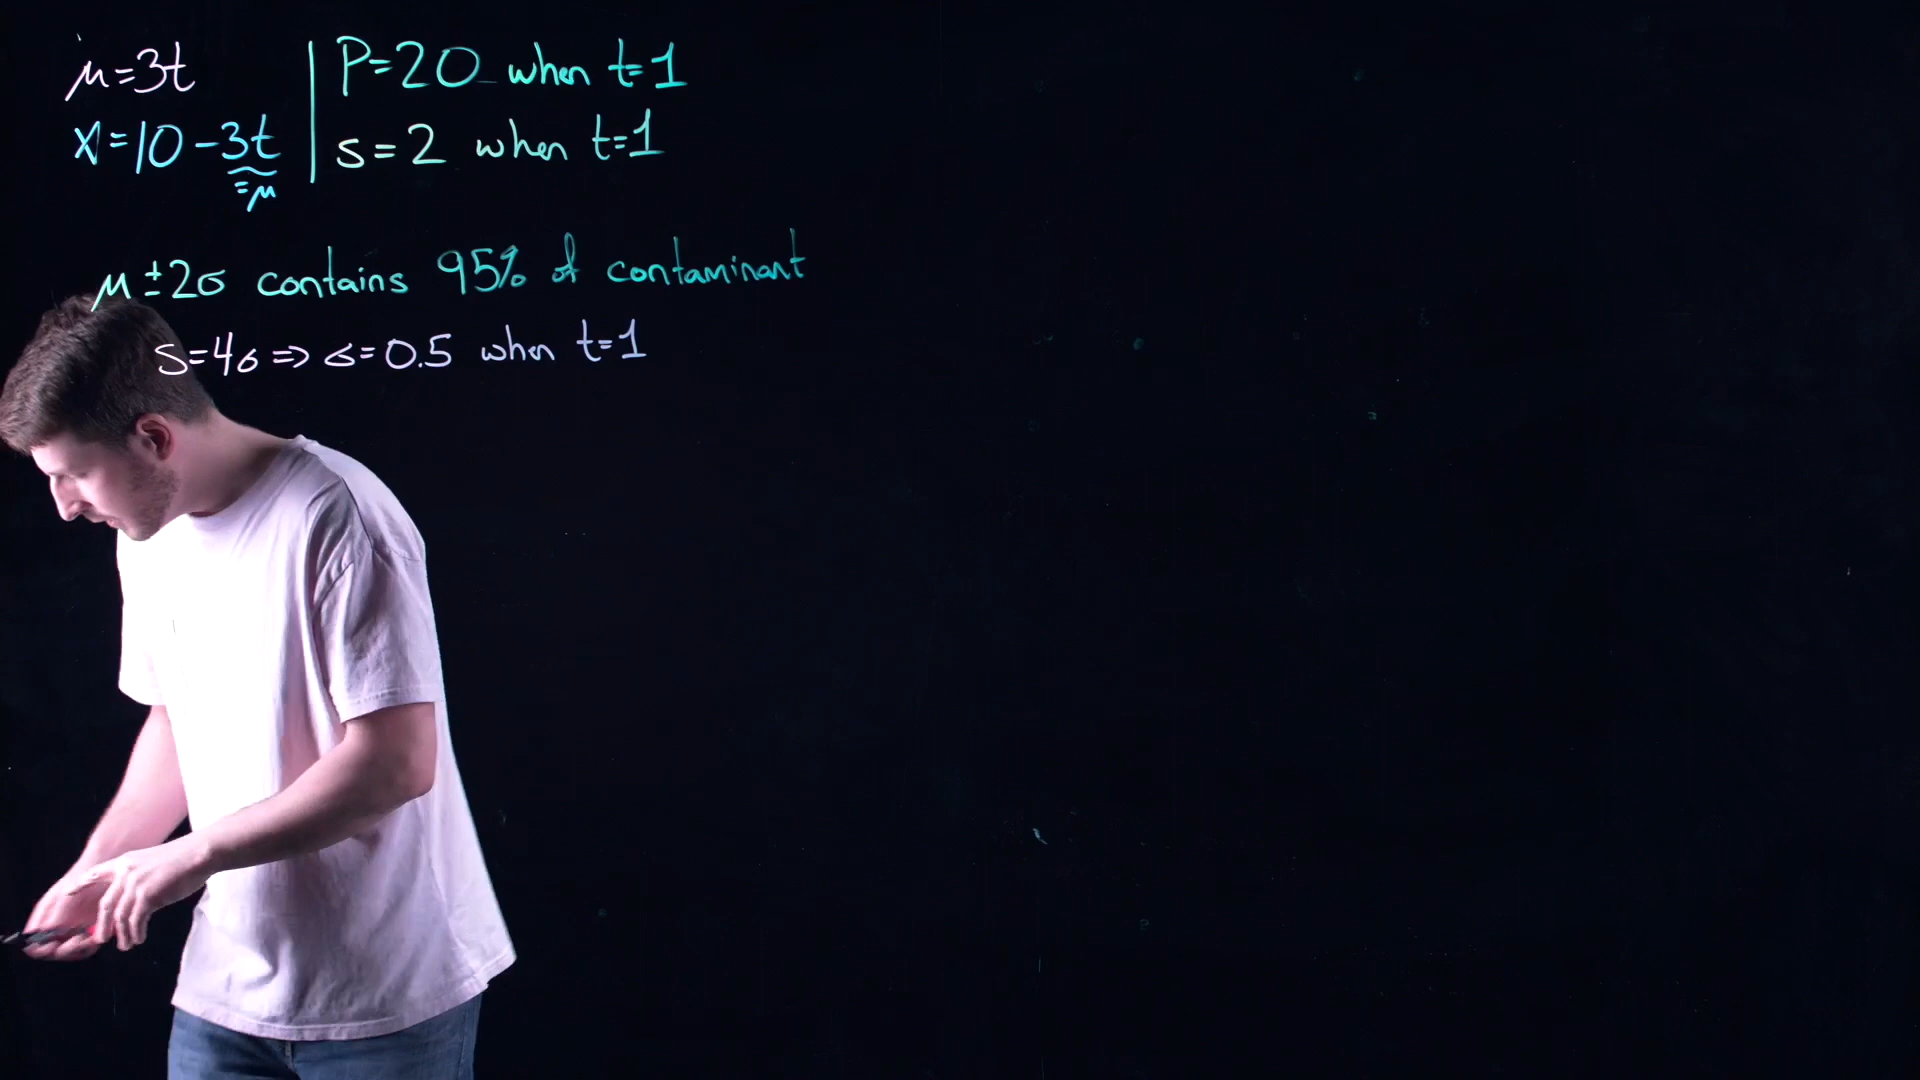 μ=3t
x=10-3t
=μ
P=20 when t=1
s=2 when t=1
μ±2σ contains 95% of contaminant
s=4σ⇒σ=0.5 when t=1